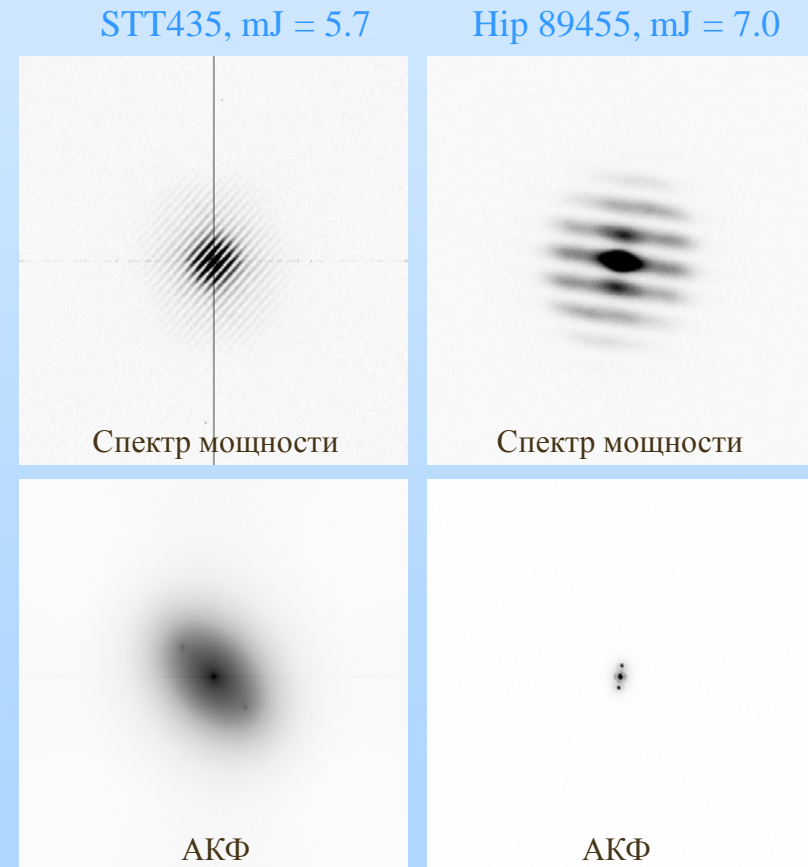 STT435, mJ = 5.7
Hip 89455, mJ = 7.0
Спектр мощности
Спектр мощности
АКФ
АКФ